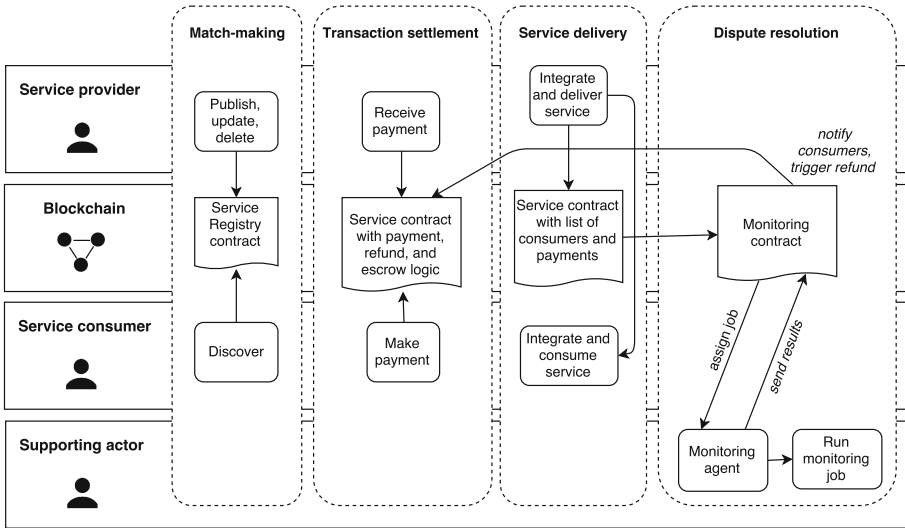 Match-making
Transaction settlement
Service delivery
Dispute resolution
Service provider
Publish,
update,
delete
Receive
payment
Integrate
and deliver
service
notify
consumers,
trigger refund
Blockchain
Service
Registry
contract
Service contract
with payment,
refund, and
escrow logic
Service contract
with list of
consumers and
payments
Monitoring
contract
Service consumer
Discover
Make
payment
Integrate and
consume
service
assign job
send results
Supporting actor
Monitoring
agent
Run
monitoring
job